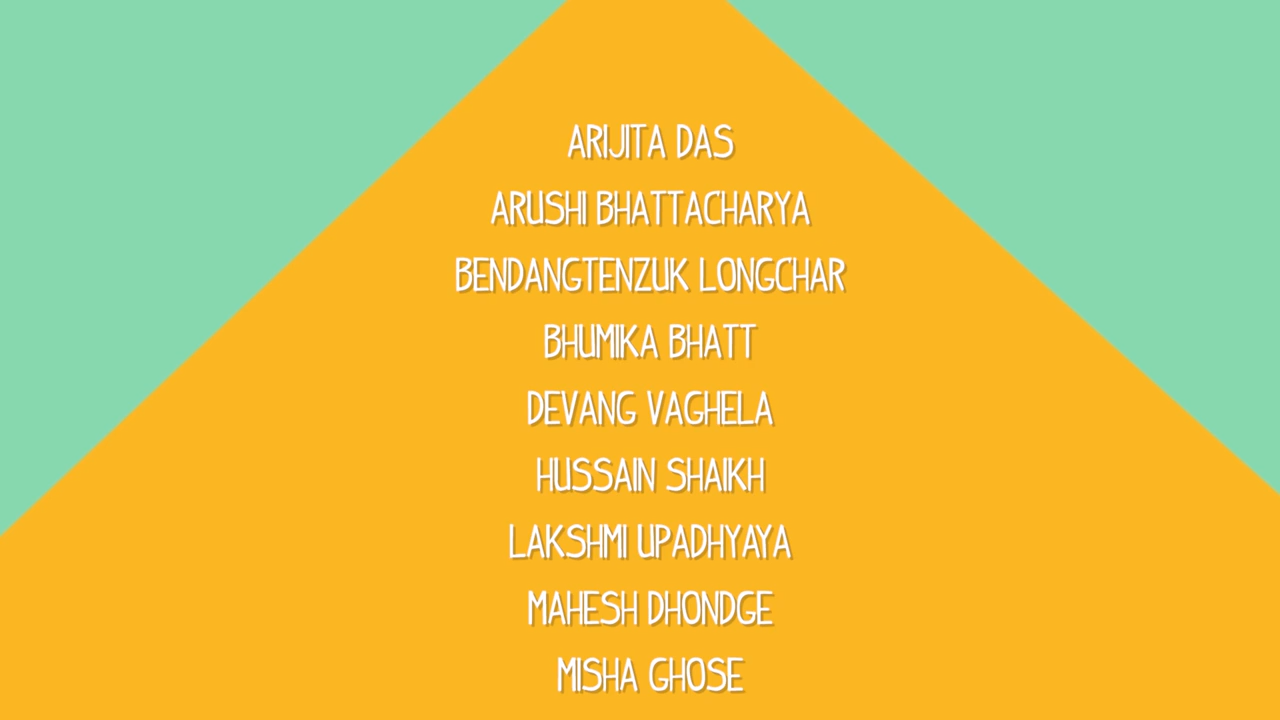 ARIJITA DAS
ARUSHI BHATTACHARYA
BENDANGTENZUK LONGCHAR
BHUMIKA BHATT
DEVANG VAGHELA
HUSSAIN SHAIKH
LAKSHMI UPADHYAYA
MAHESH DHONDGE
MISHA GHOSE